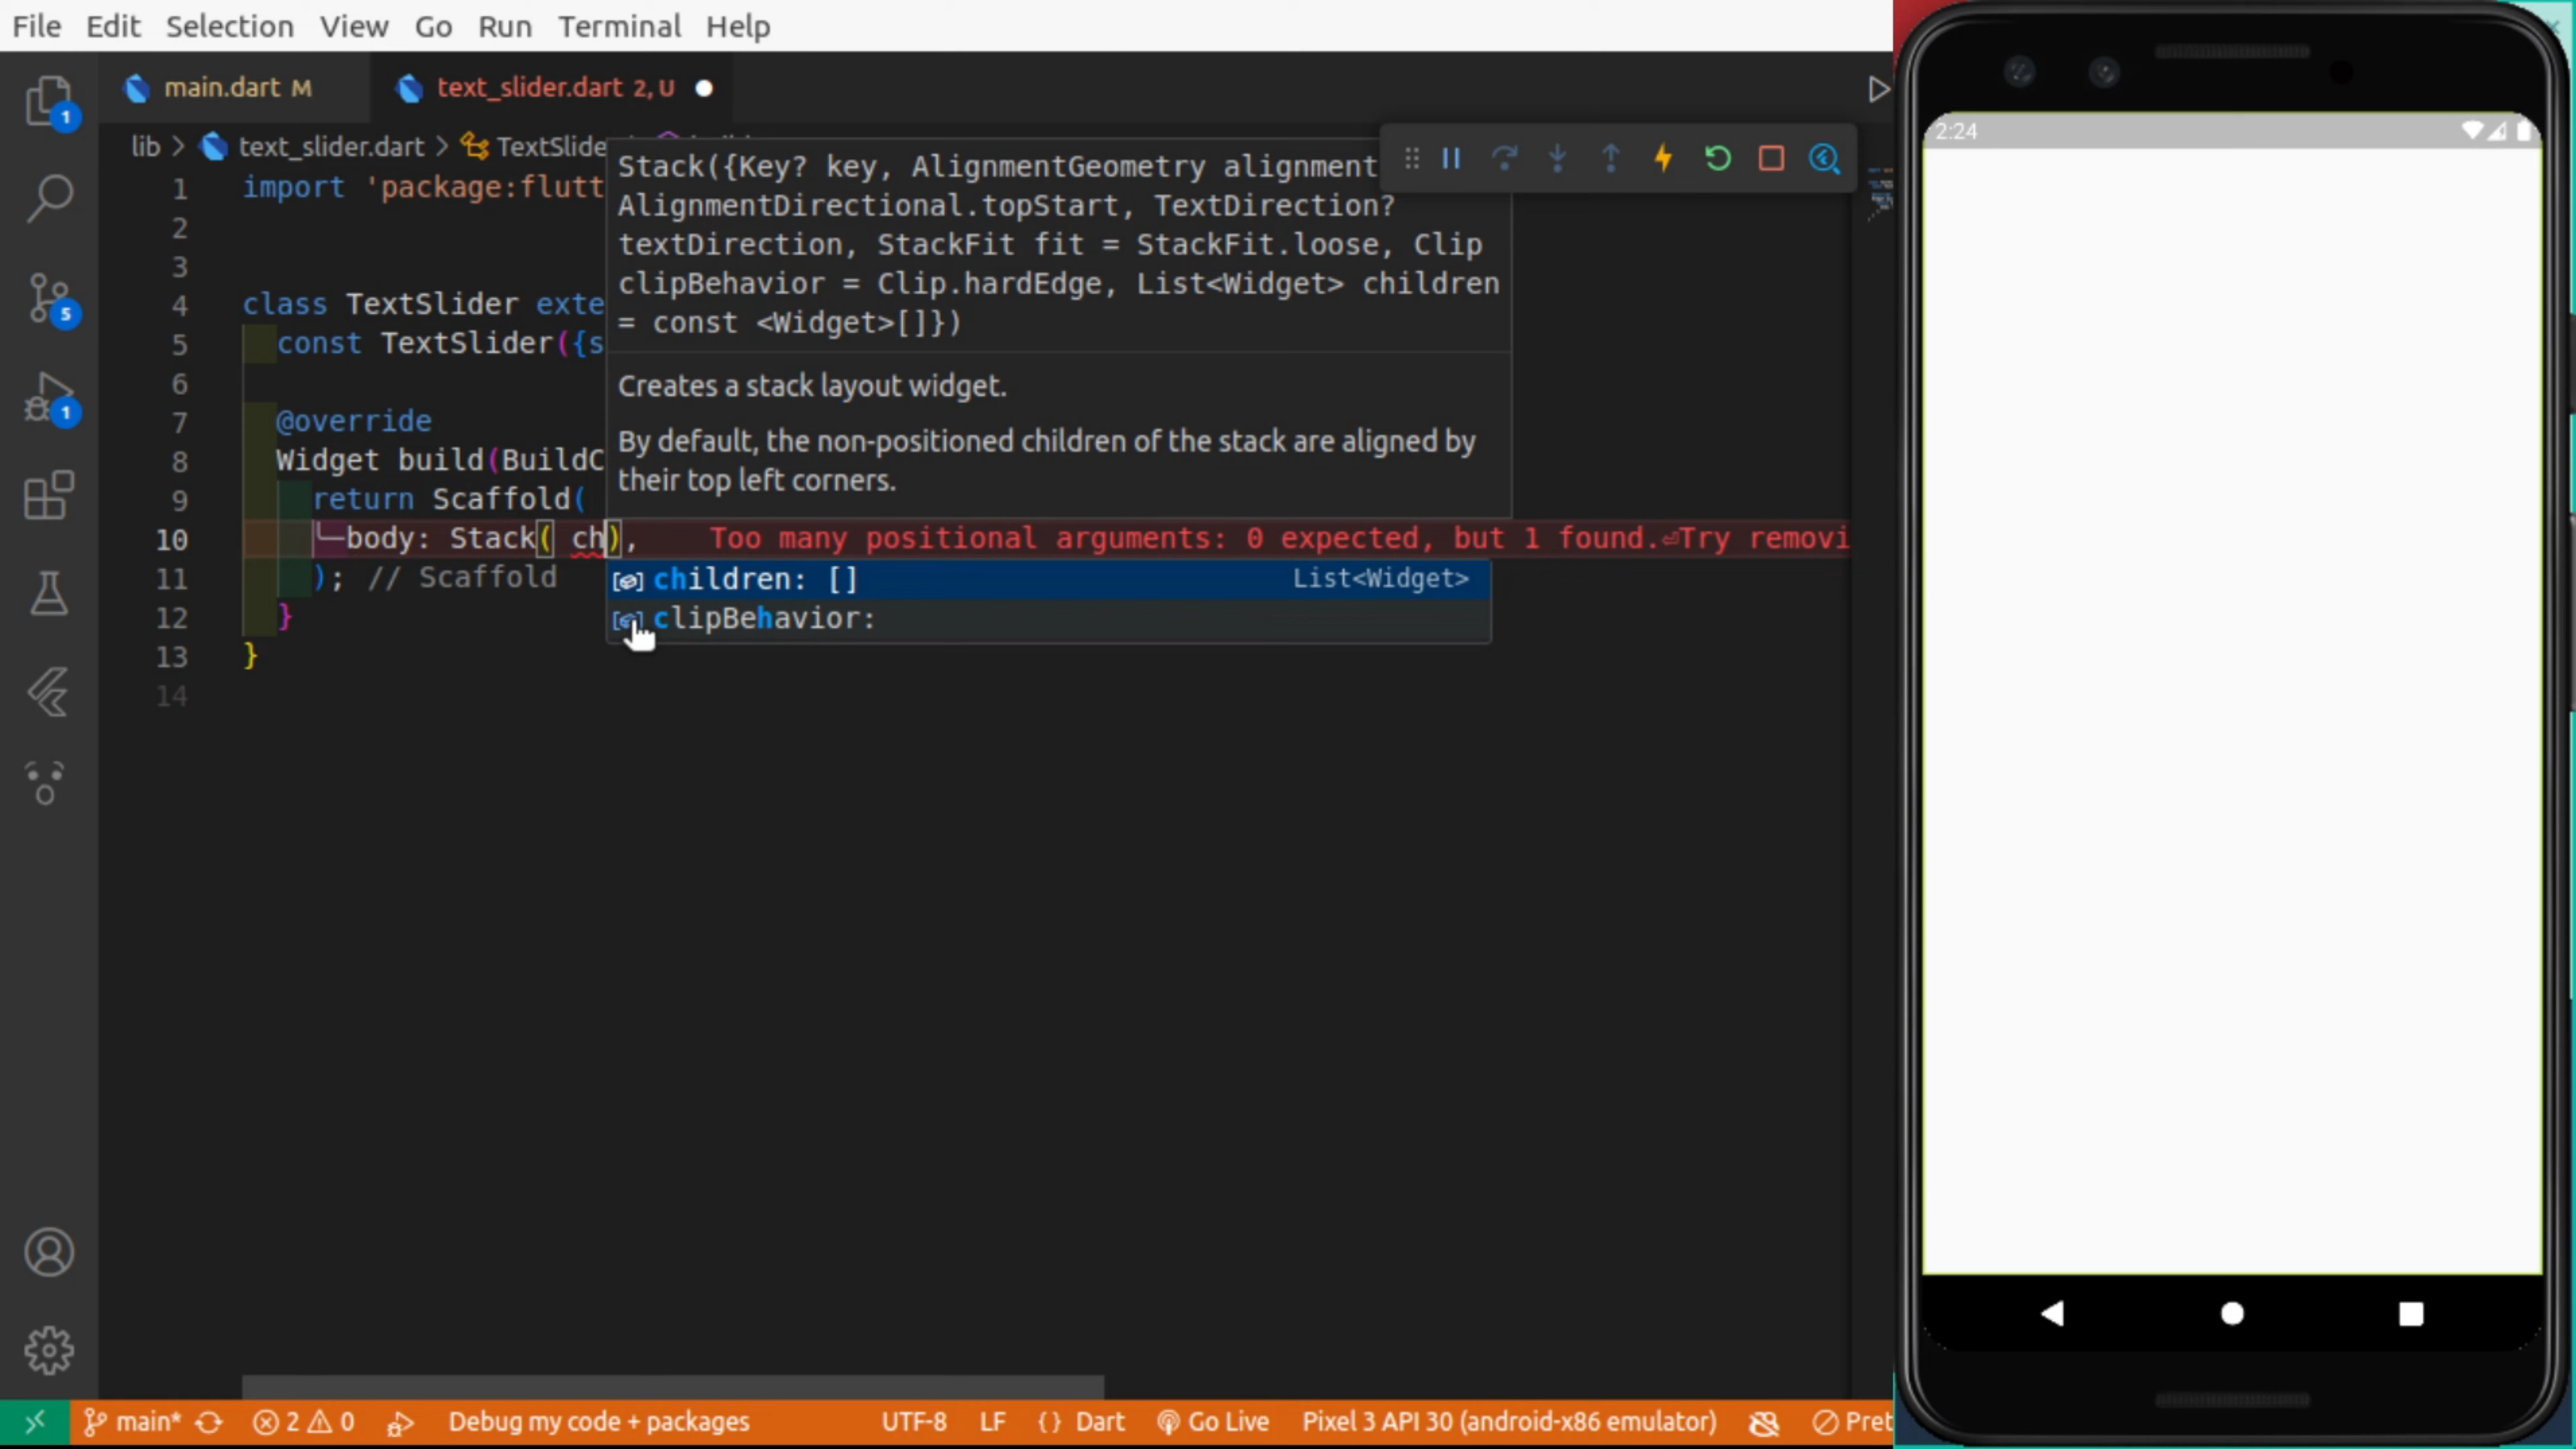 File Edit Selection View Go Run Terminal Help
main.dart M
text_slider.dart 2, U
lib > text_slider.dart > TextSlide
1 import 'package:flutt
2
3
4 class TextSlider exte
5 const TextSlider({s
6
7 @override
8 Widget build(BuildC
9 return Scaffold(
10 body: Stack( ch), Too many positional arguments: 0 expected, but 1 found.⏎Try removi
11 ); // Scaffold
12 }
13 }
14
Stack({Key? key, AlignmentGeometry alignment
AlignmentDirectional.topStart, TextDirection?
textDirection, StackFit fit = StackFit.loose, Clip
clipBehavior = Clip.hardEdge, List<Widget> children
= const <Widget>[]})
Creates a stack layout widget.
By default, the non-positioned children of the stack are aligned by
their top left corners.
children: [] List<Widget>
clipBehavior:
1
5
1
main* 2 0 Debug my code + packages UTF-8 LF {} Dart Go Live Pixel 3 API 30 (android-x86 emulator) Pret
2:24